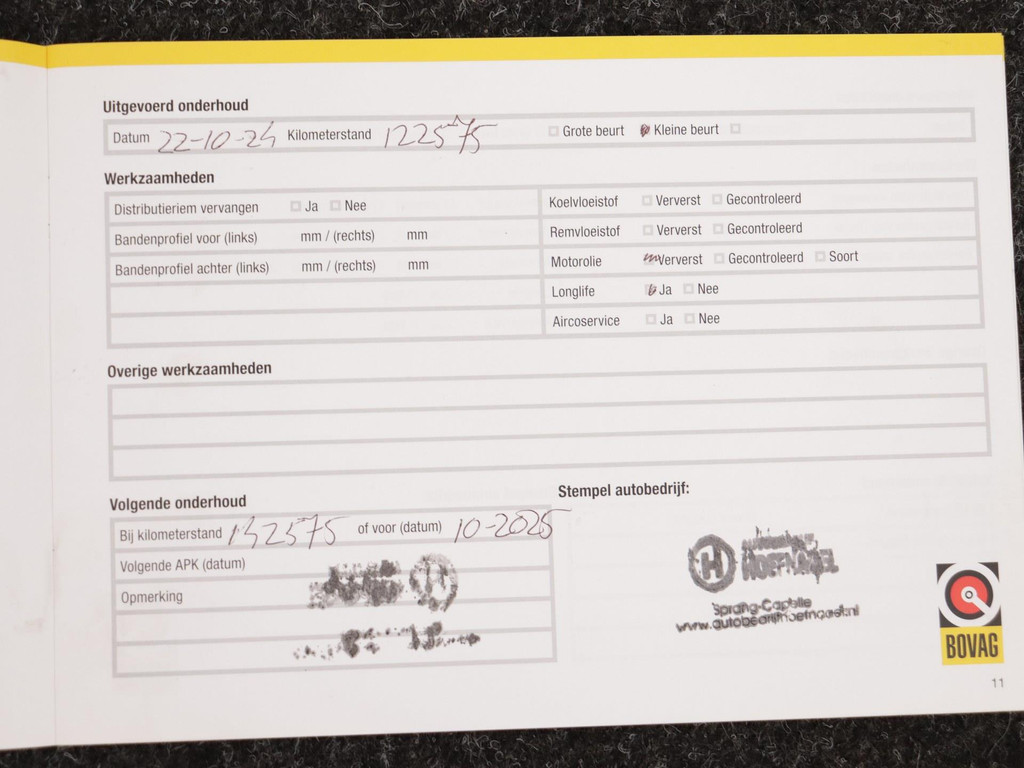 Uitgevoerd onderhoud
Datum 22-10-24 Kilometerstand 122575 Grote beurt Kleine beurt
Werkzaamheden
Distributieriem vervangen Ja Nee
Bandenprofiel voor (links) mm / (rechts) mm
Bandenprofiel achter (links) mm / (rechts) mm
Koelvloeistof Ververst Gecontroleerd
Remvloeistof Ververst Gecontroleerd
Motorolie Ververst Gecontroleerd Soort
Longlife Ja Nee
Aircoservice Ja Nee
Overige werkzaamheden
Volgende onderhoud
Bij kilometerstand 142575 of voor (datum) 10-2025
Volgende APK (datum)
Opmerking
Stempel autobedrijf:
H
Sprang-Capelle
BOVAG
11